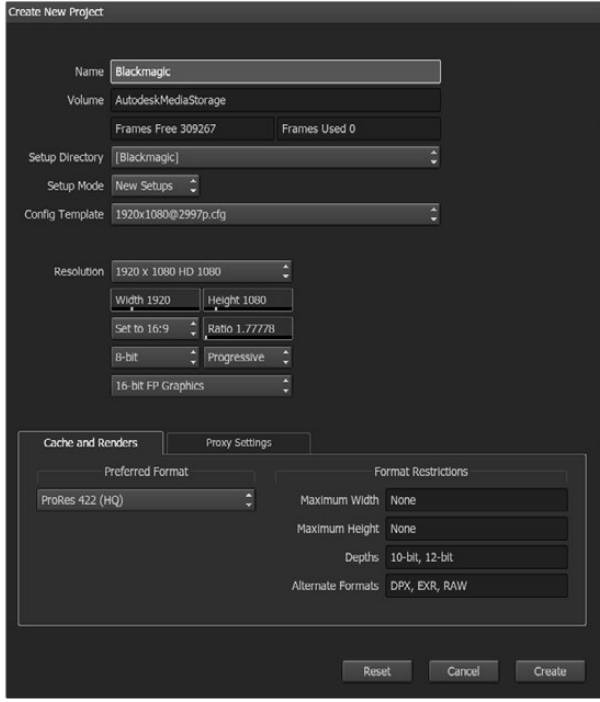 Create New Project
Name Blackmagic
Volume AutodeskMediaStorage
Frames Free 309267 Frames Used 0
Setup Directory [Blackmagic]
Setup Mode New Setups
Config Template 1920x1080@2997p.cfg
Resolution 1920 x 1080 HD 1080
Width 1920 Height 1080
Set to 16:9 Ratio 1.77778
8-bit Progressive
16-bit FP Graphics
Cache and Renders Proxy Settings
Preferred Format Format Restrictions
ProRes 422 (HQ) Maximum Width None
Maximum Height None
Depths 10-bit, 12-bit
Alternate Formats DPX, EXR, RAW
Reset Cancel Create